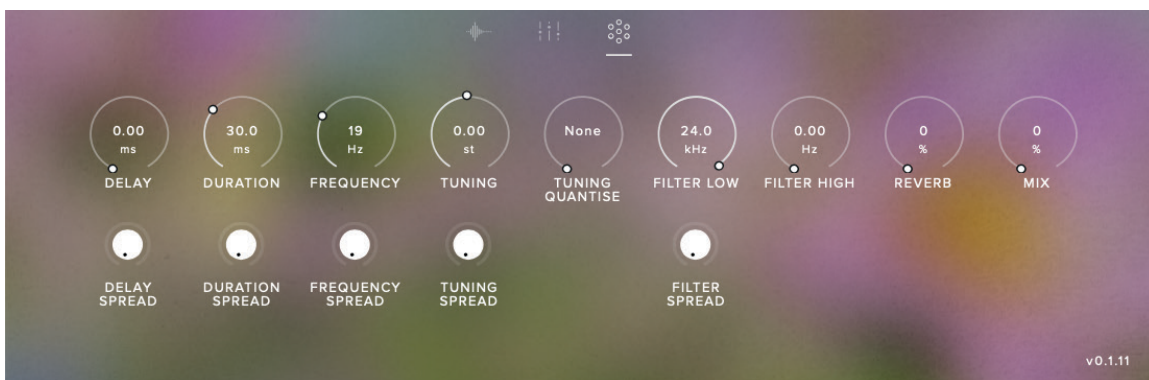 0.00
ms
DELAY
30.0
ms
DURATION
19
Hz
FREQUENCY
0.00
st
TUNING
None
TUNING
QUANTISE
24.0
kHz
FILTER LOW
0.00
Hz
FILTER HIGH
0
%
REVERB
0
%
MIX
DELAY
SPREAD
DURATION
SPREAD
FREQUENCY
SPREAD
TUNING
SPREAD
FILTER
SPREAD
v0.1.11